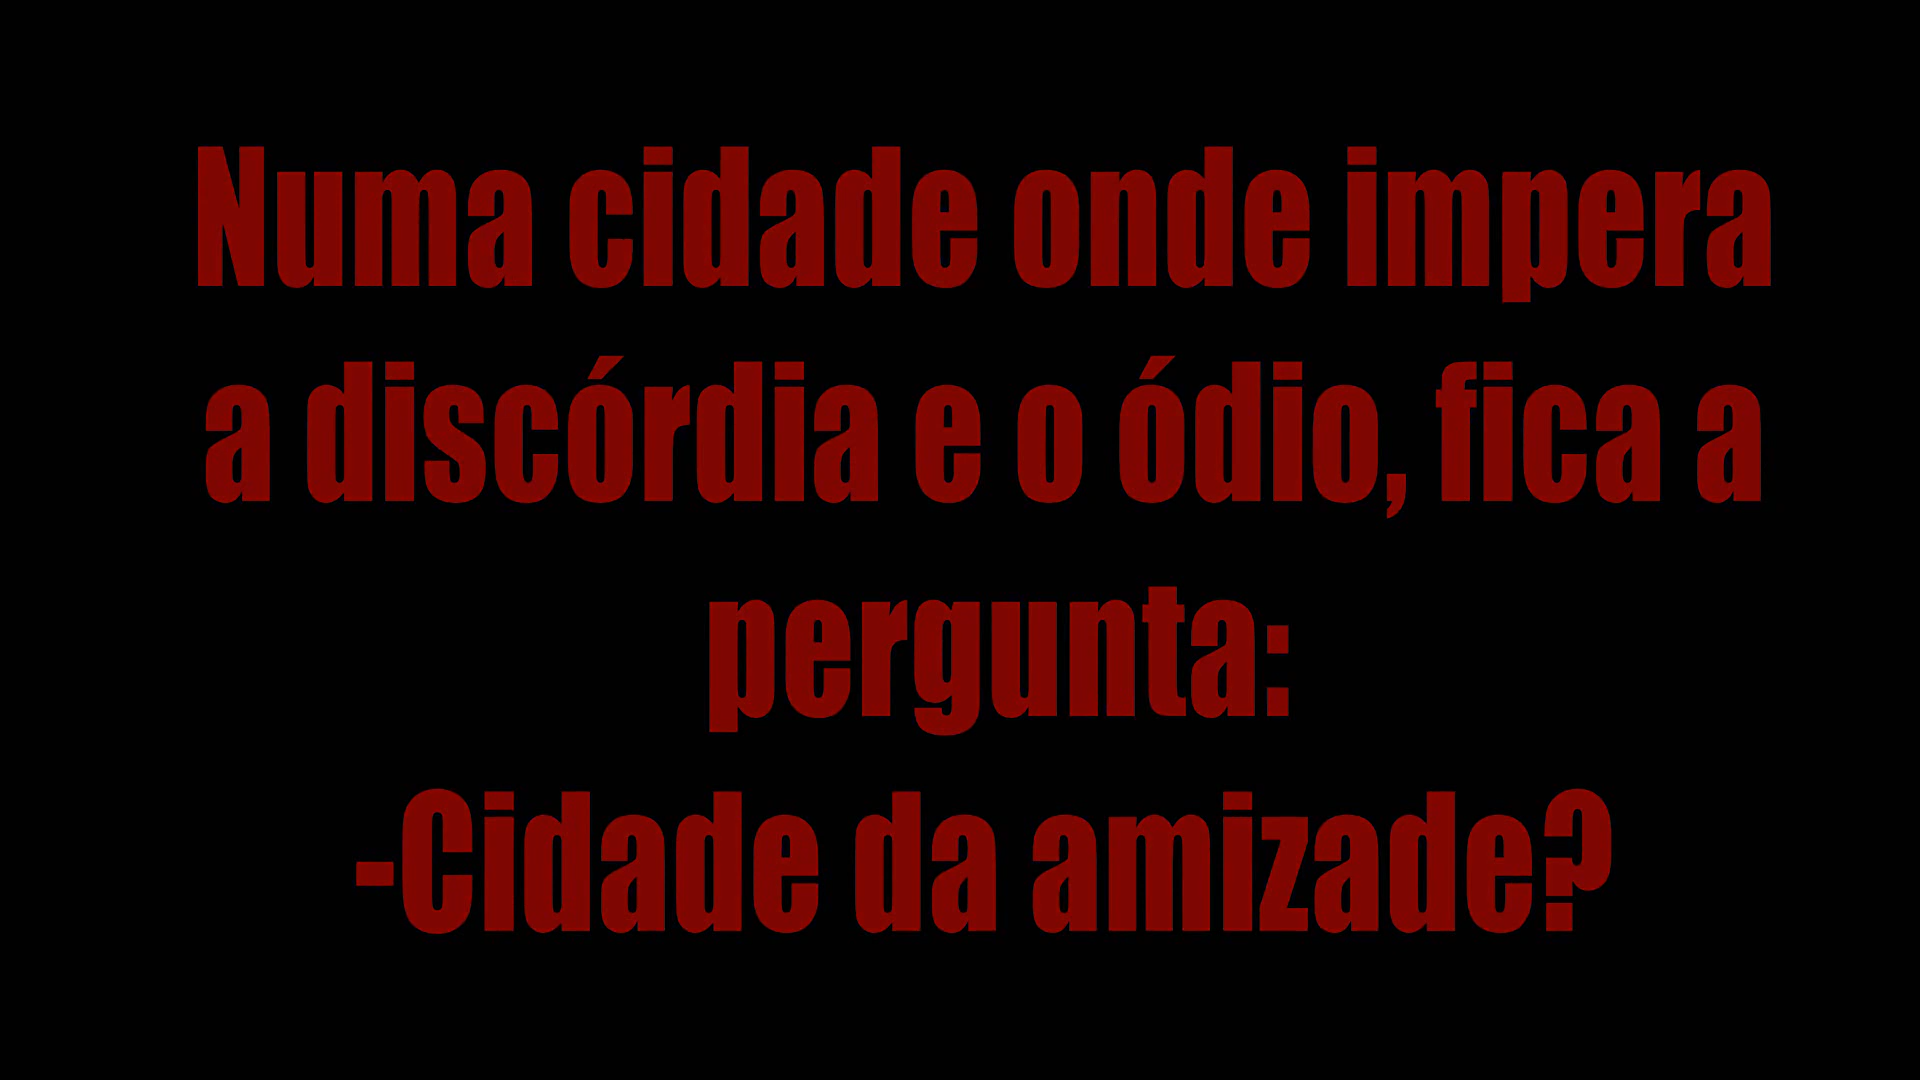 Numa cidade onde impera
a discórdia e o ódio, fica a
pergunta:
-Cidade da amizade?